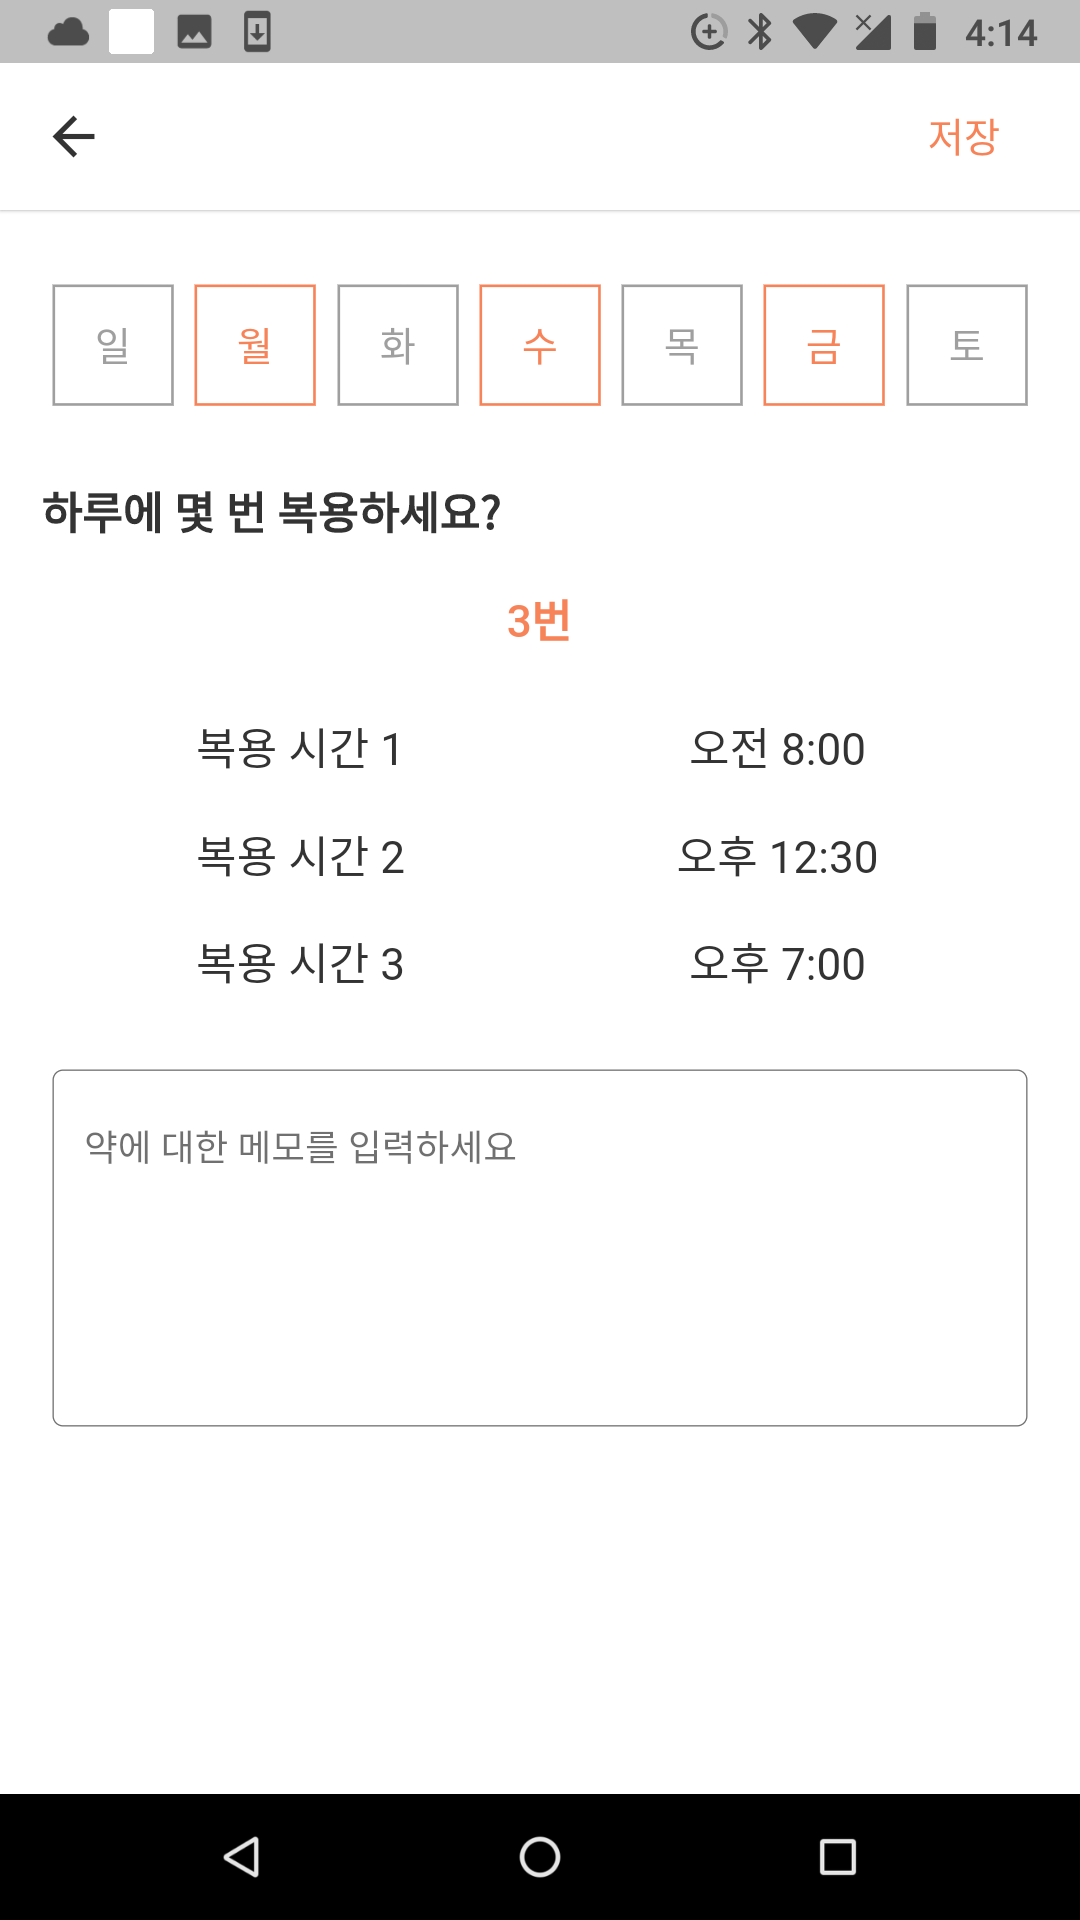 4:14
저장
일 월 화 수 목 금 토
하루에 몇 번 복용하세요?
3번
복용 시간 1 오전 8:00
복용 시간 2 오후 12:30
복용 시간 3 오후 7:00
약에 대한 메모를 입력하세요